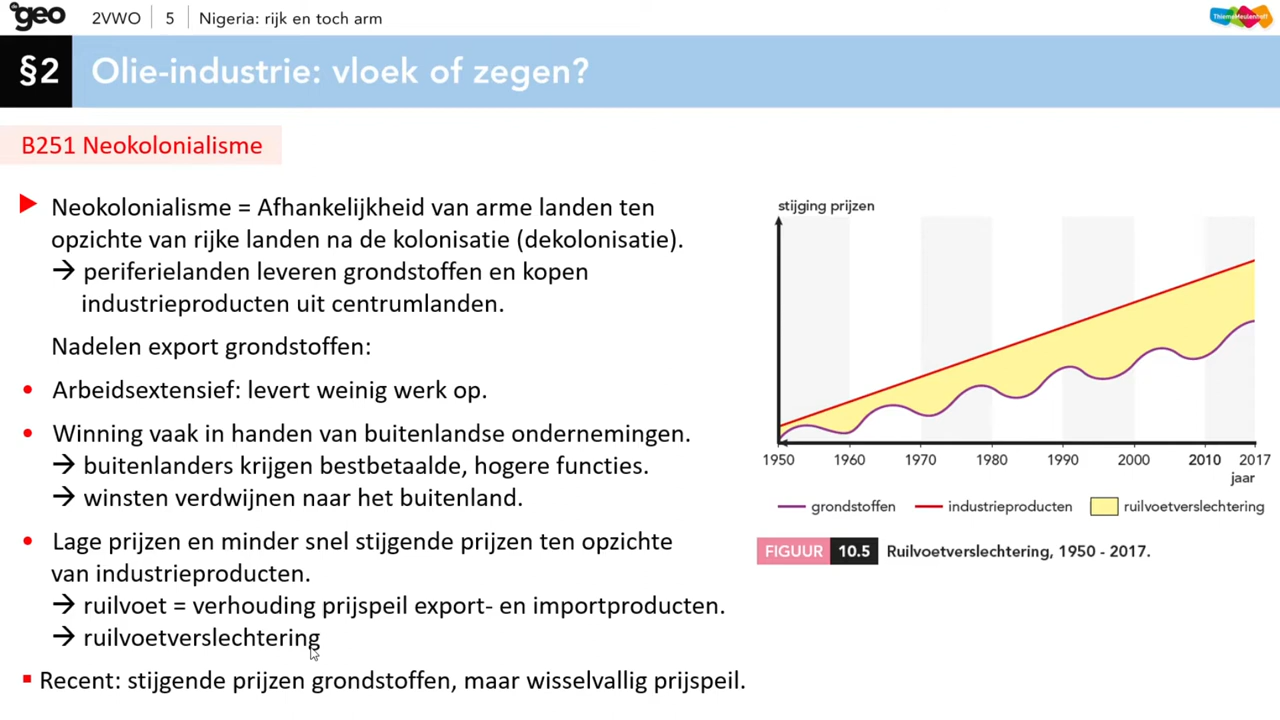 geo 2VWO 5 Nigeria: rijk en toch arm
ThiemeMeulenhoff
§2 Olie-industrie: vloek of zegen?
B251 Neokolonialisme
Neokolonialisme = Afhankelijkheid van arme landen ten
opzichte van rijke landen na de kolonisatie (dekolonisatie).
→ periferielanden leveren grondstoffen en kopen
industrieproducten uit centrumlanden.
Nadelen export grondstoffen:
• Arbeidsextensief: levert weinig werk op.
• Winning vaak in handen van buitenlandse ondernemingen.
→ buitenlanders krijgen bestbetaalde, hogere functies.
→ winsten verdwijnen naar het buitenland.
• Lage prijzen en minder snel stijgende prijzen ten opzichte
van industrieproducten.
→ ruilvoet = verhouding prijspeil export- en importproducten.
→ ruilvoetverslechtering
▪ Recent: stijgende prijzen grondstoffen, maar wisselvallig prijspeil.
stijging prijzen
1950 1960 1970 1980 1990 2000 2010 2017
jaar
grondstoffen industrieproducten ruilvoetverslechtering
FIGUUR 10.5 Ruilvoetverslechtering, 1950 - 2017.